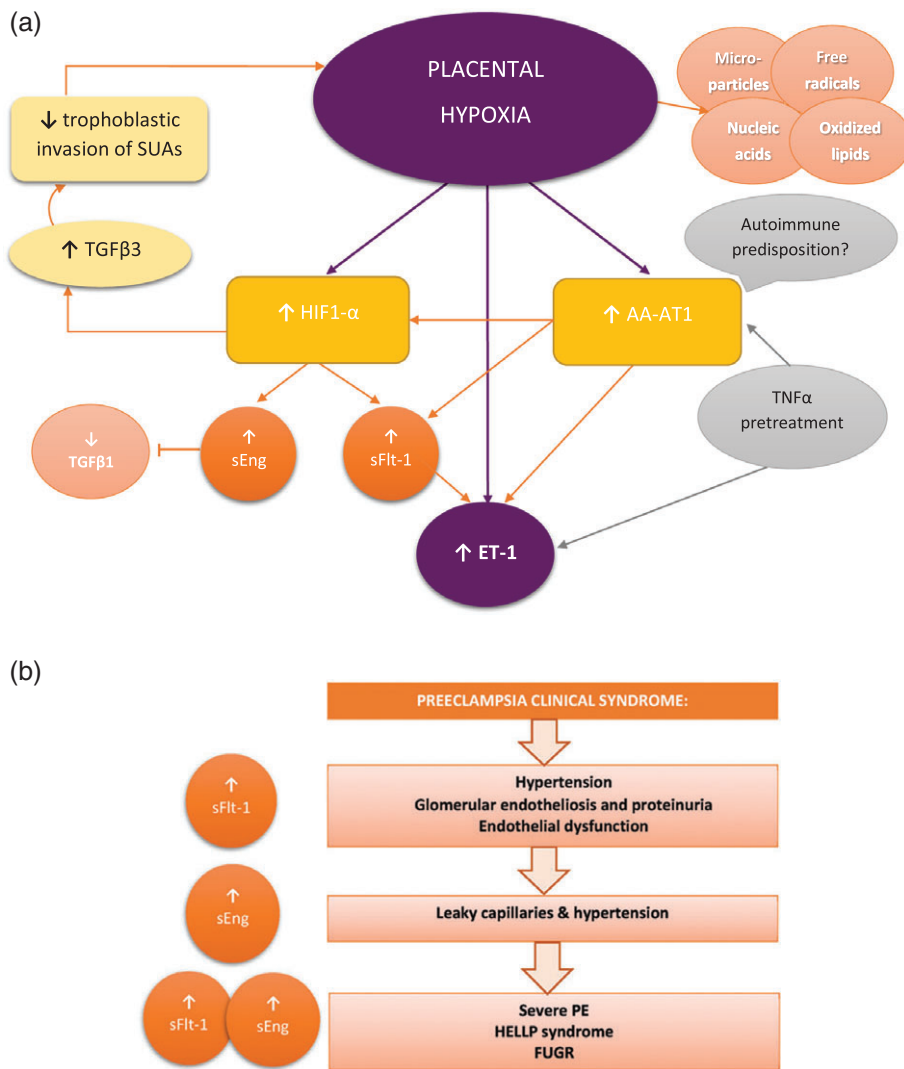 (a)
PLACENTAL
HYPOXIA
Micro-
particles
Free
radicals
Nucleic
acids
Oxidized
lipids
↓ trophoblastic
invasion of SUAs
↑ TGFβ3
Autoimmune
predisposition?
↑ HIF1-α
↑ AA-AT1
TNFα
pretreatment
↓
TGFβ1
↑
sEng
↑
sFlt-1
↑ ET-1
(b)
PREECLAMPSIA CLINICAL SYNDROME:
↑
sFlt-1
Hypertension
Glomerular endotheliosis and proteinuria
Endothelial dysfunction
↑
sEng
Leaky capillaries & hypertension
↑
sFlt-1
↑
sEng
Severe PE
HELLP syndrome
FUGR